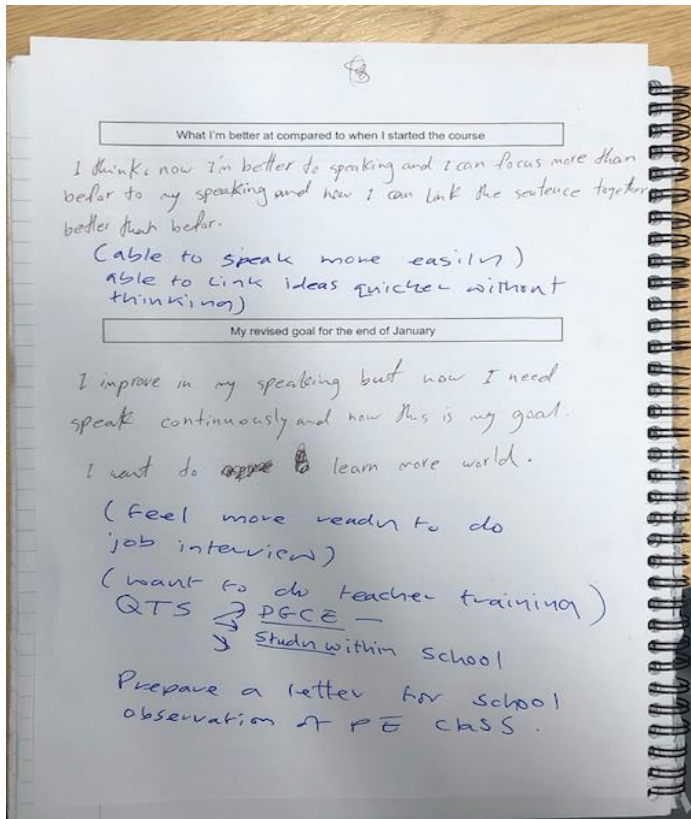 What I'm better at compared to when I started the course
I think now I'm better to speaking and I can focus more than
befor to my speaking and how I can link the sentence together
better than befor.
(able to speak more easily)
able to link ideas quicker without
thinking)
My revised goal for the end of January
I improve in my speaking but now I need
speak continuously and now this is my goal.
I want do learn more world.
(feel more ready to do
job interview)
(want to do teacher training)
QTS PGCE —
Study within school
Prepare a letter for school
observation of PE class.